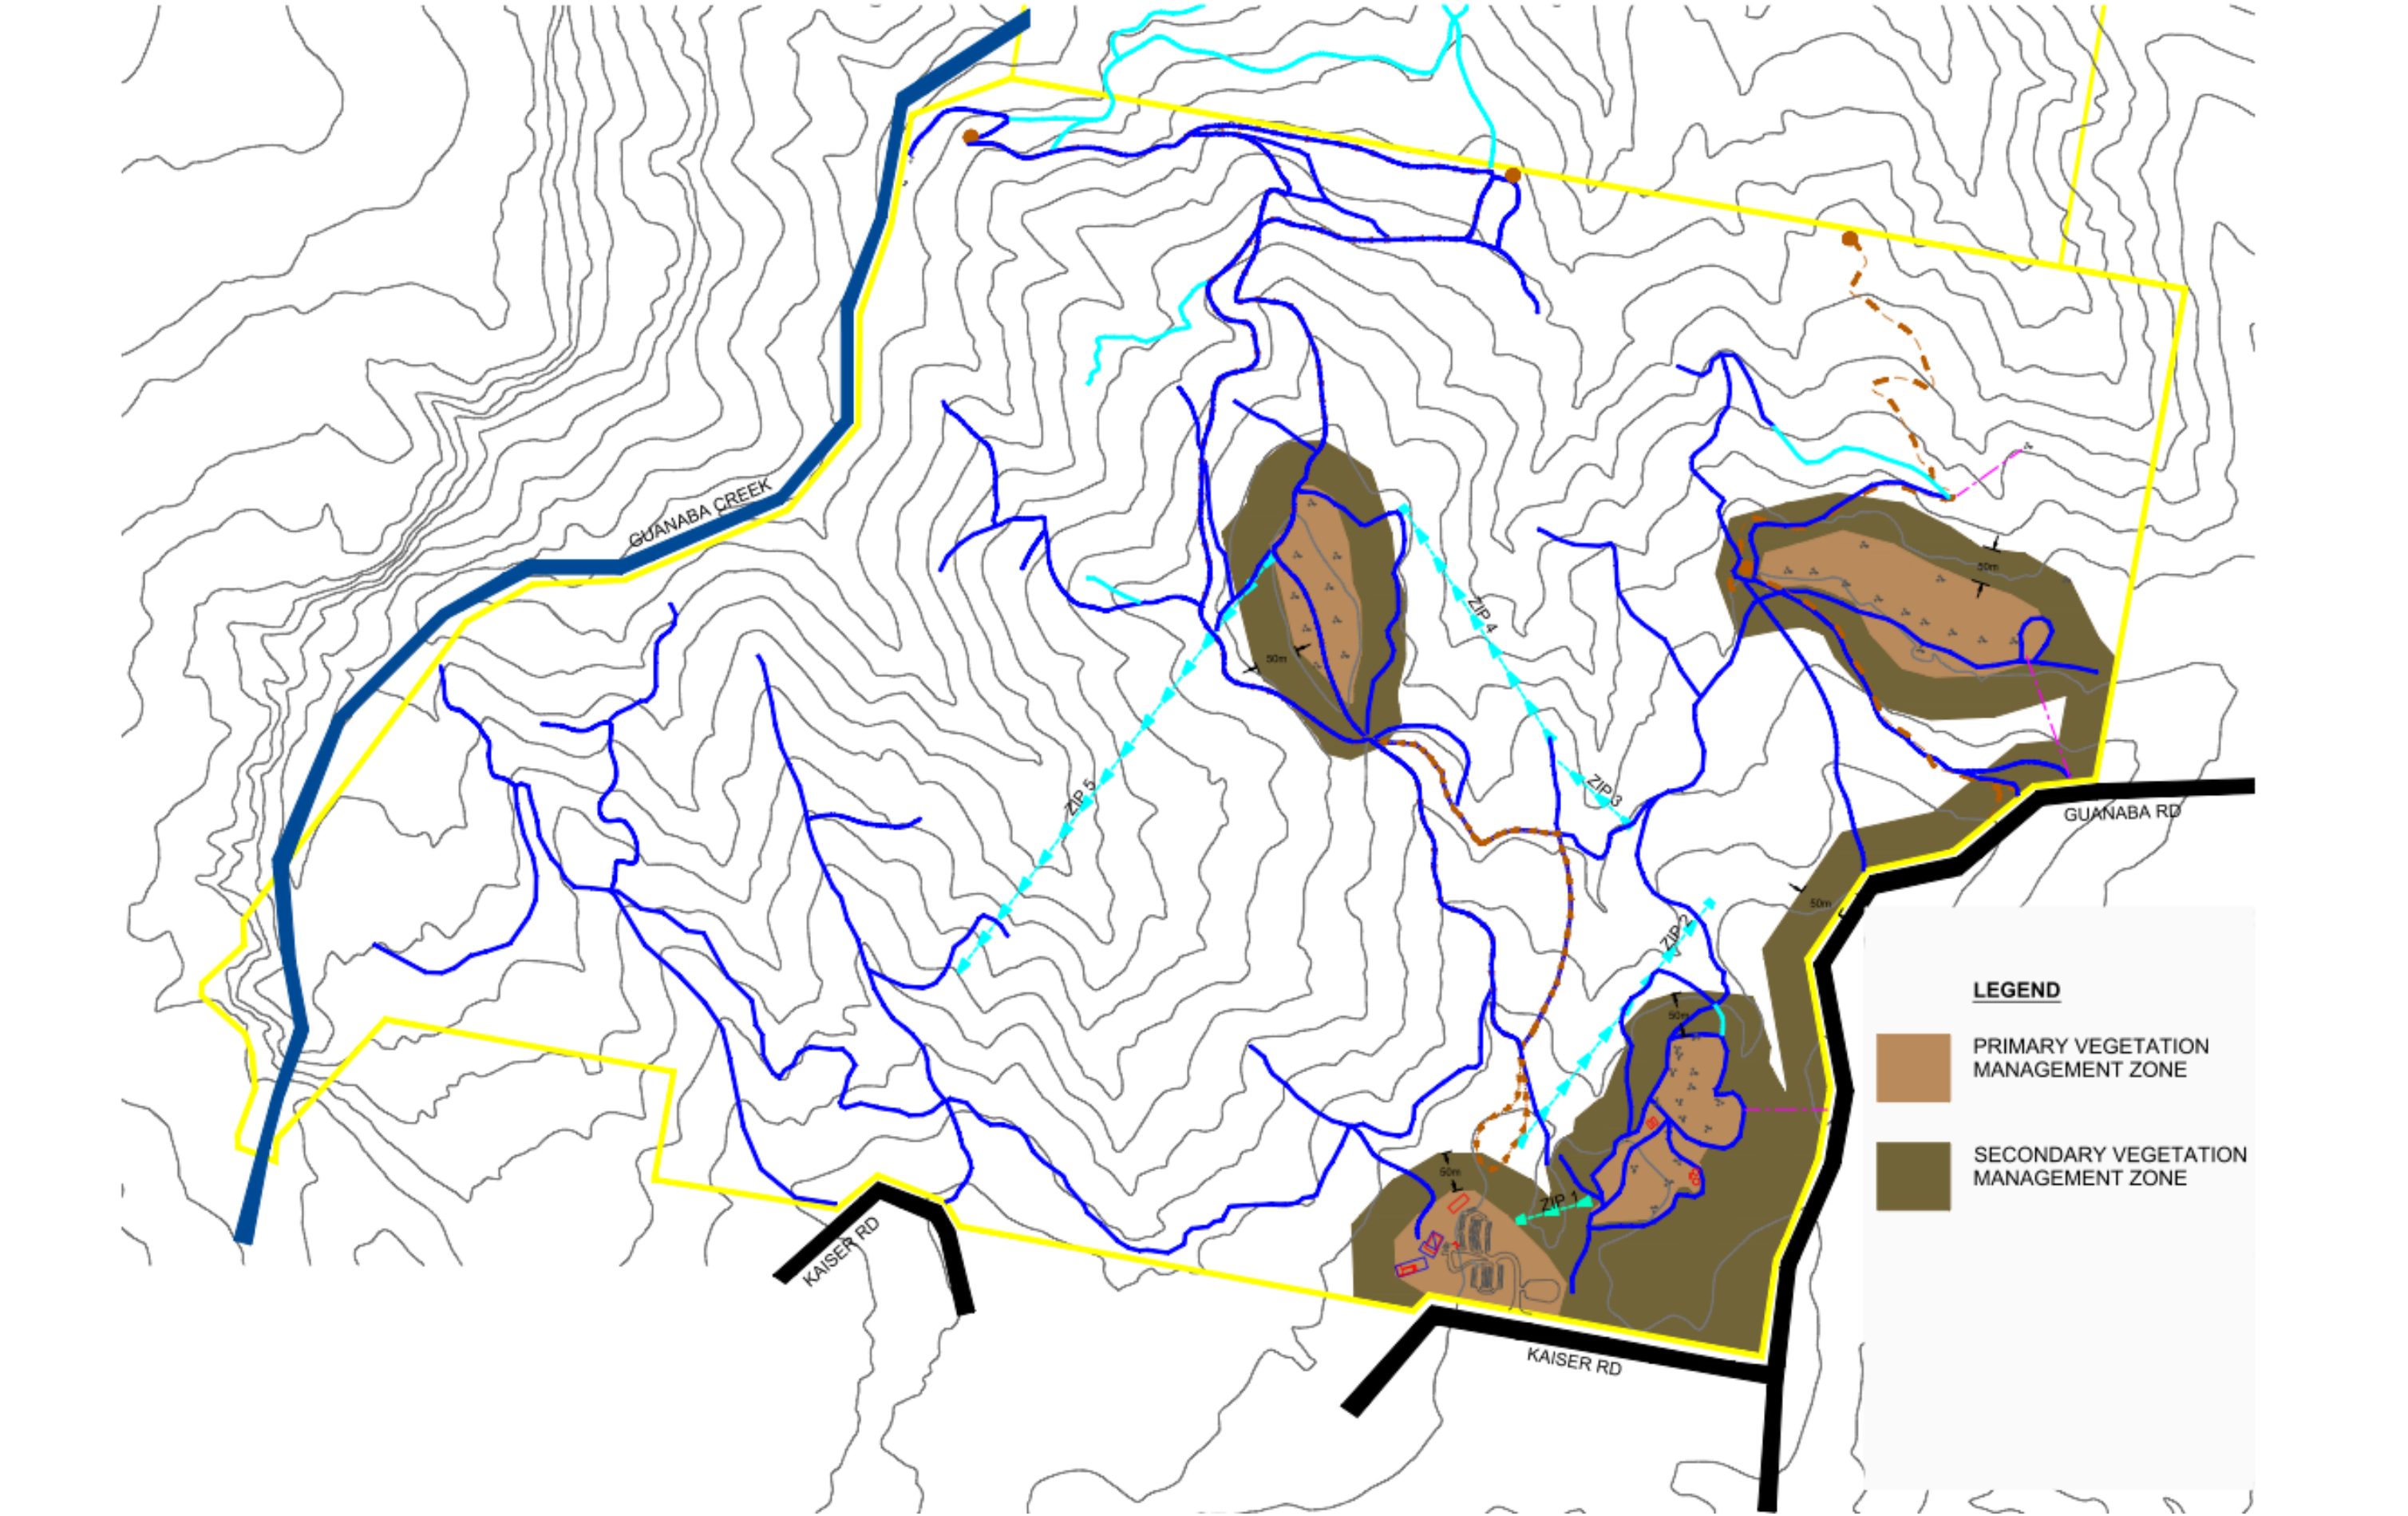 GUANABA CREEK
ZIP 4
50m
50m
ZIP 5
ZIP 3
GUANABA RD
50m
ZIP 2
50m
LEGEND
PRIMARY VEGETATION
MANAGEMENT ZONE
SECONDARY VEGETATION
MANAGEMENT ZONE
50m
ZIP 1
KAISER RD
KAISER RD